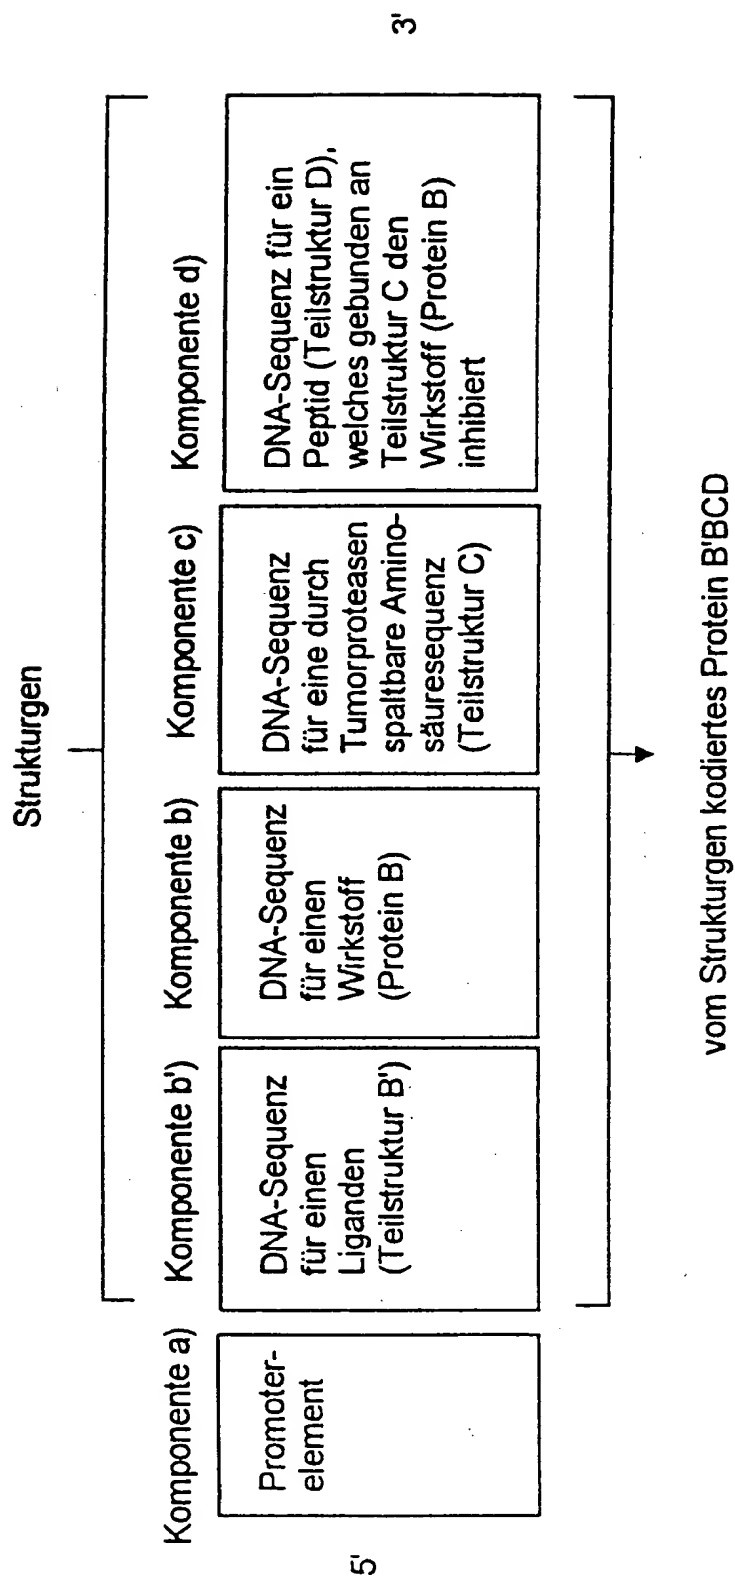 Strukturgen
Komponente a)
Komponente b')
Komponente b)
Komponente c)
Komponente d)
5'
Promoter-
element
DNA-Sequenz
für einen
Liganden
(Teilstruktur B')
DNA-Sequenz
für einen
Wirkstoff
(Protein B)
DNA-Sequenz
für eine durch
Tumorproteasen
spaltbare Amino-
säuresequenz
(Teilstruktur C)
DNA-Sequenz für ein
Peptid (Teilstruktur D),
welches gebunden an
Teilstruktur C den
Wirkstoff (Protein B)
inhibiert
3'
vom Strukturgen kodiertes Protein B'BCD